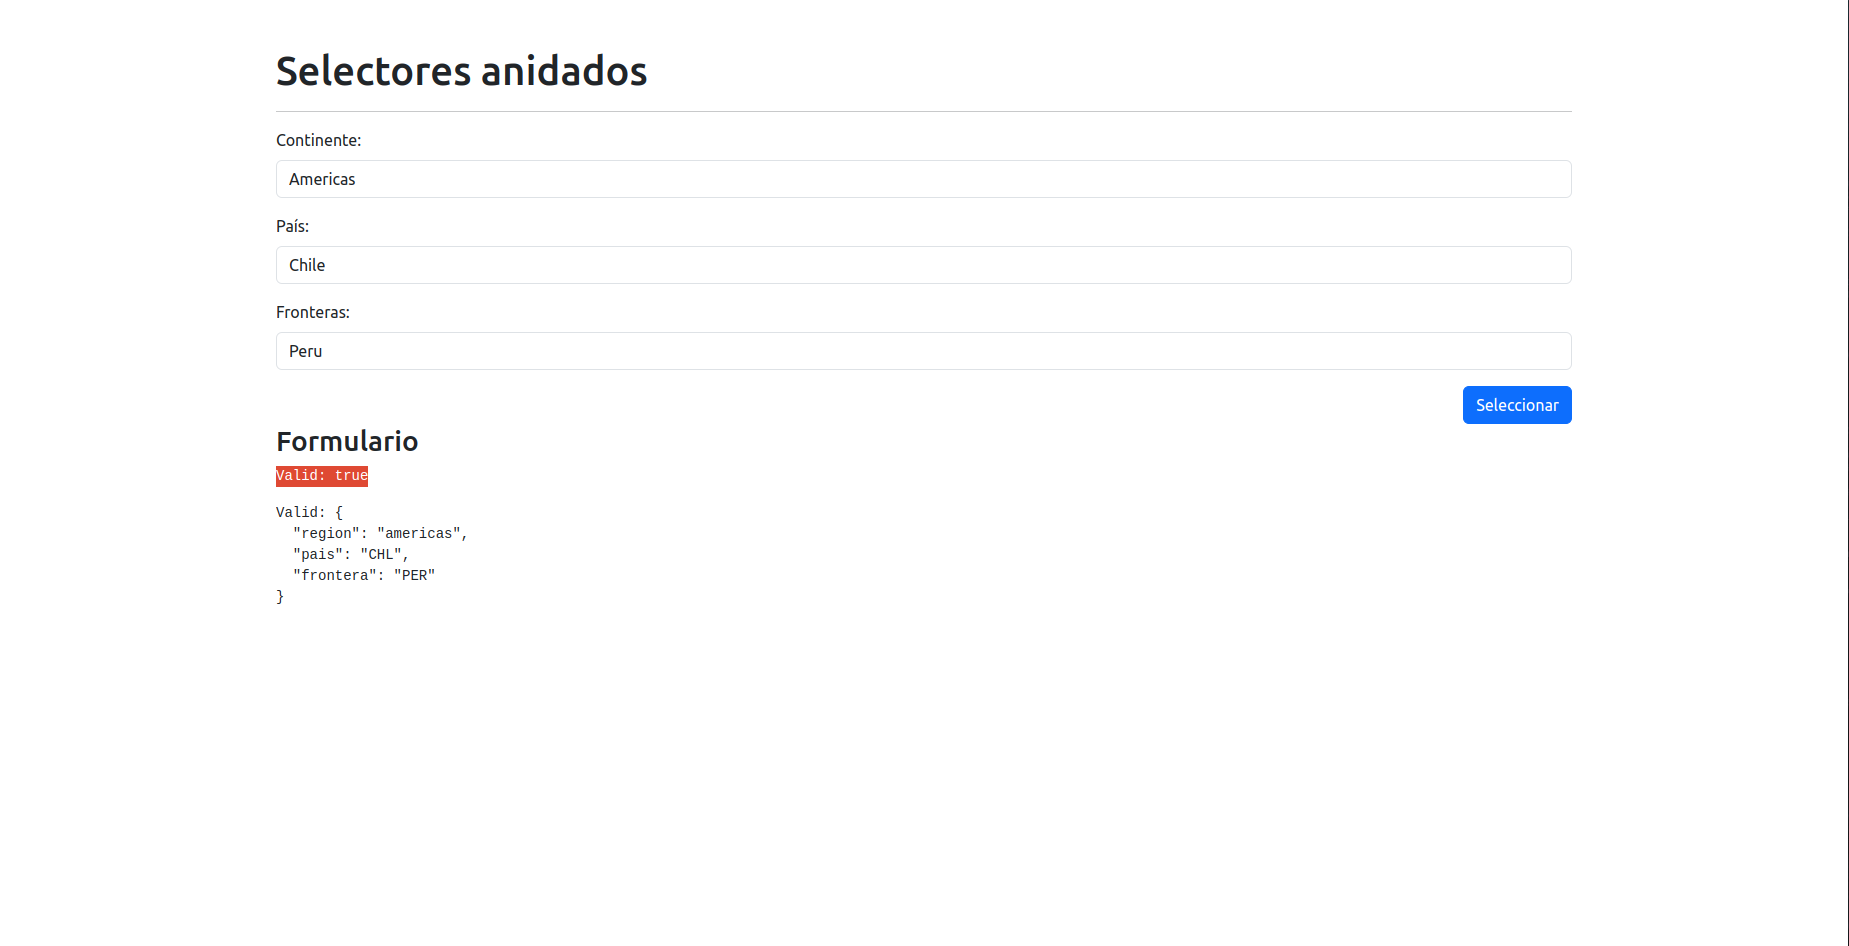 Selectores anidados
Continente:
Americas
País:
Chile
Fronteras:
Peru
Seleccionar
Formulario
Valid: true
Valid: {
  "region": "americas",
  "pais": "CHL",
  "frontera": "PER"
}